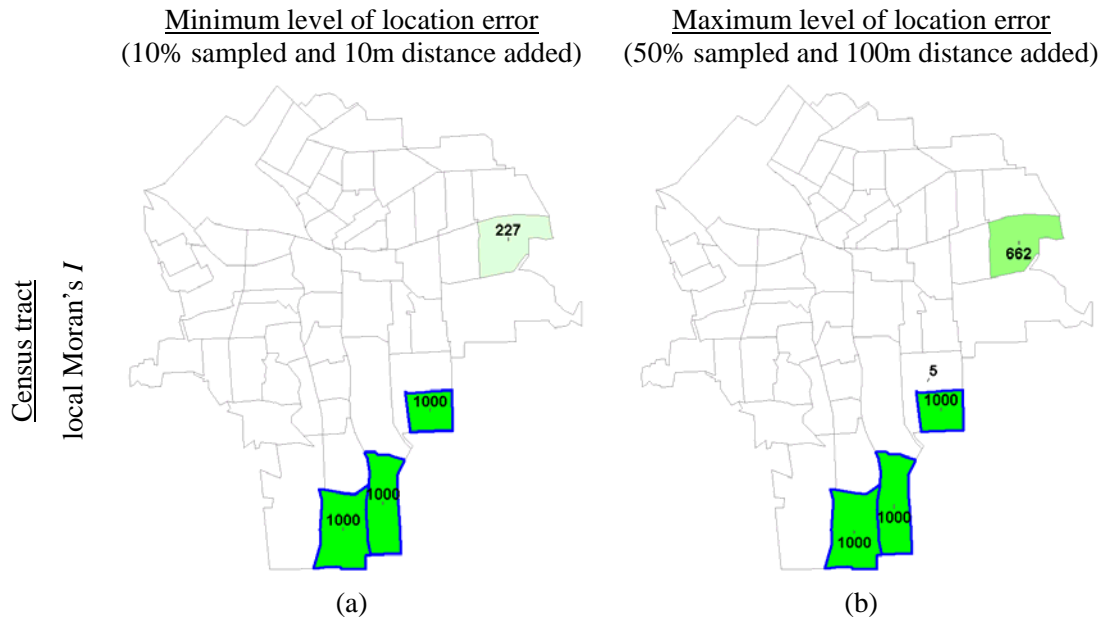 Minimum level of location error
(10% sampled and 10m distance added)
Maximum level of location error
(50% sampled and 100m distance added)
Census tract
local Moran's I
227
1000
1000
1000
(a)
662
5
1000
1000
1000
(b)